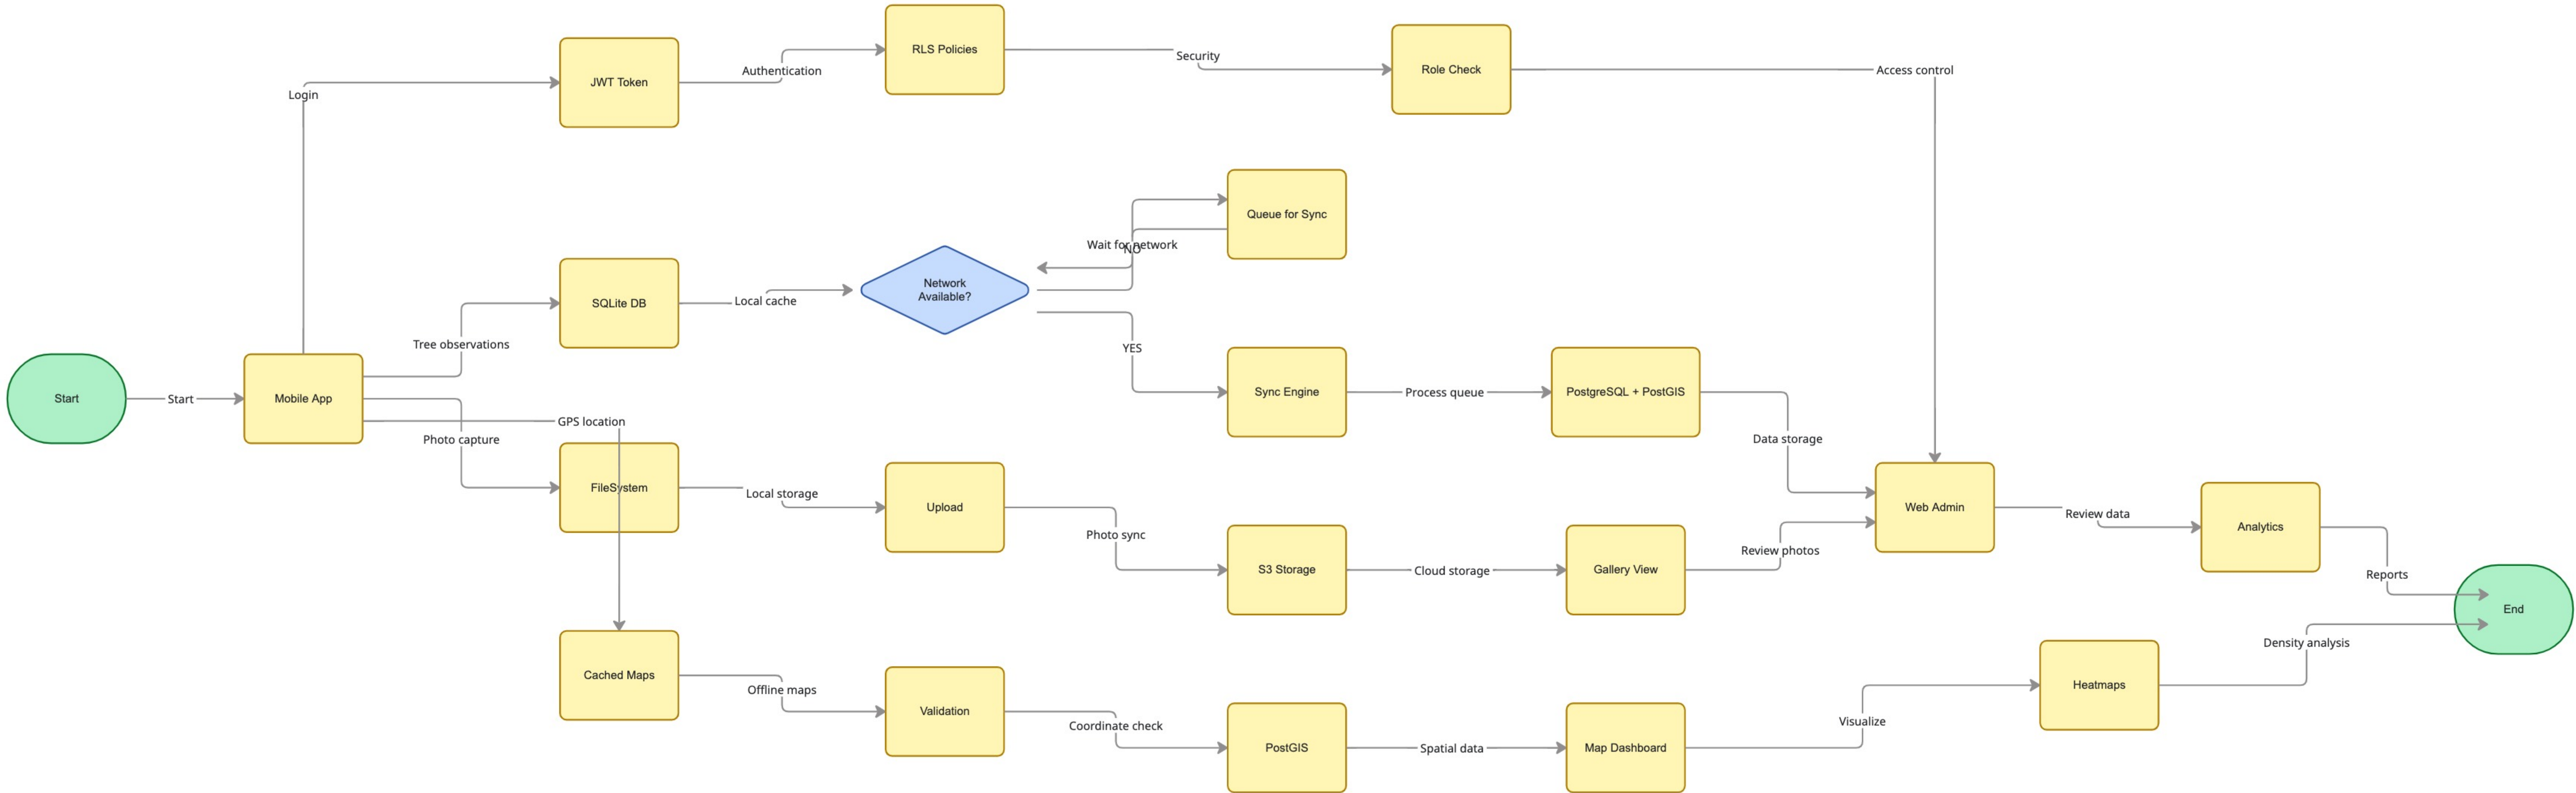 RLS Policies
Security
Role Check
Access control
JWT Token
Authentication
Login
Queue for Sync
Wait for network
NO
Network
Available?
SQLite DB
Local cache
Tree observations
YES
Start
Start
Mobile App
Sync Engine
Process queue
PostgreSQL + PostGIS
Data storage
GPS location
Photo capture
FileSystem
Local storage
Upload
Photo sync
S3 Storage
Cloud storage
Gallery View
Review photos
Web Admin
Review data
Analytics
Reports
End
Cached Maps
Offline maps
Validation
Coordinate check
PostGIS
Spatial data
Map Dashboard
Visualize
Heatmaps
Density analysis